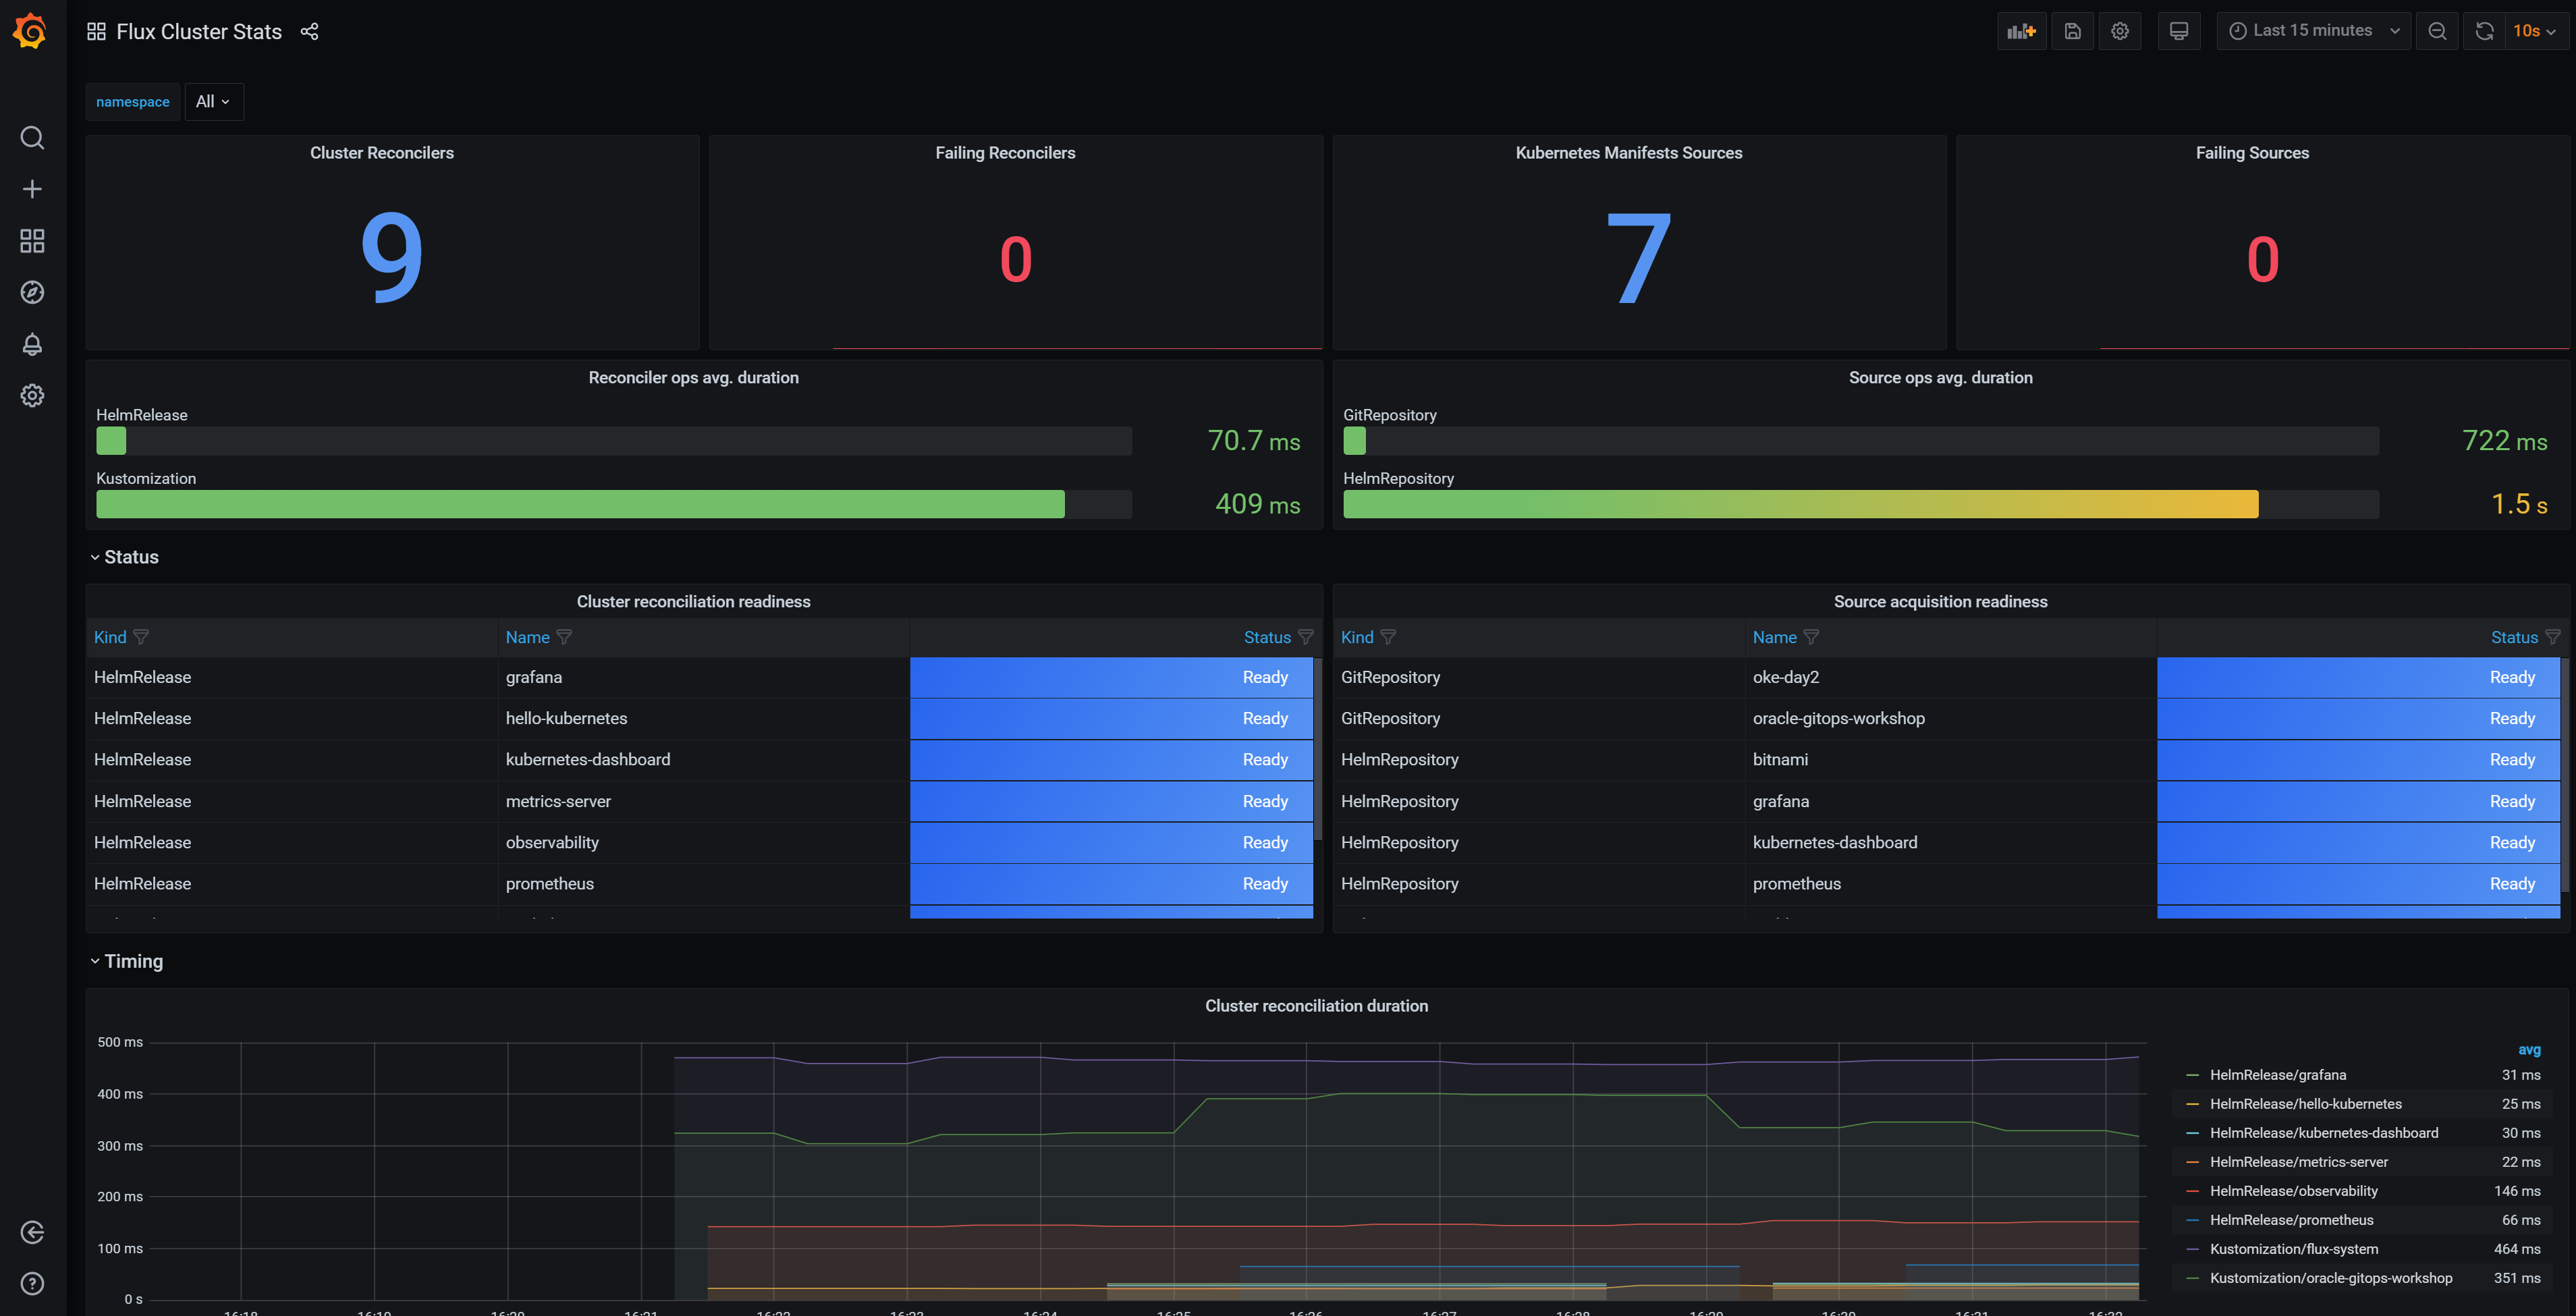 Flux Cluster Stats
Last 15 minutes
10s
namespace
All
Cluster Reconcilers
Failing Reconcilers
Kubernetes Manifests Sources
Failing Sources
9
0
7
0
Reconciler ops avg. duration
HelmRelease
70.7 ms
Kustomization
409 ms
Source ops avg. duration
GitRepository
722 ms
HelmRepository
1.5 s
Status
Cluster reconciliation readiness
Kind Name Status
HelmRelease grafana Ready
HelmRelease hello-kubernetes Ready
HelmRelease kubernetes-dashboard Ready
HelmRelease metrics-server Ready
HelmRelease observability Ready
HelmRelease prometheus Ready
Source acquisition readiness
Kind Name Status
GitRepository oke-day2 Ready
GitRepository oracle-gitops-workshop Ready
HelmRepository bitnami Ready
HelmRepository grafana Ready
HelmRepository kubernetes-dashboard Ready
HelmRepository prometheus Ready
Timing
Cluster reconciliation duration
500 ms
400 ms
300 ms
200 ms
100 ms
0 s
avg
HelmRelease/grafana 31 ms
HelmRelease/hello-kubernetes 25 ms
HelmRelease/kubernetes-dashboard 30 ms
HelmRelease/metrics-server 22 ms
HelmRelease/observability 146 ms
HelmRelease/prometheus 66 ms
Kustomization/flux-system 464 ms
Kustomization/oracle-gitops-workshop 351 ms